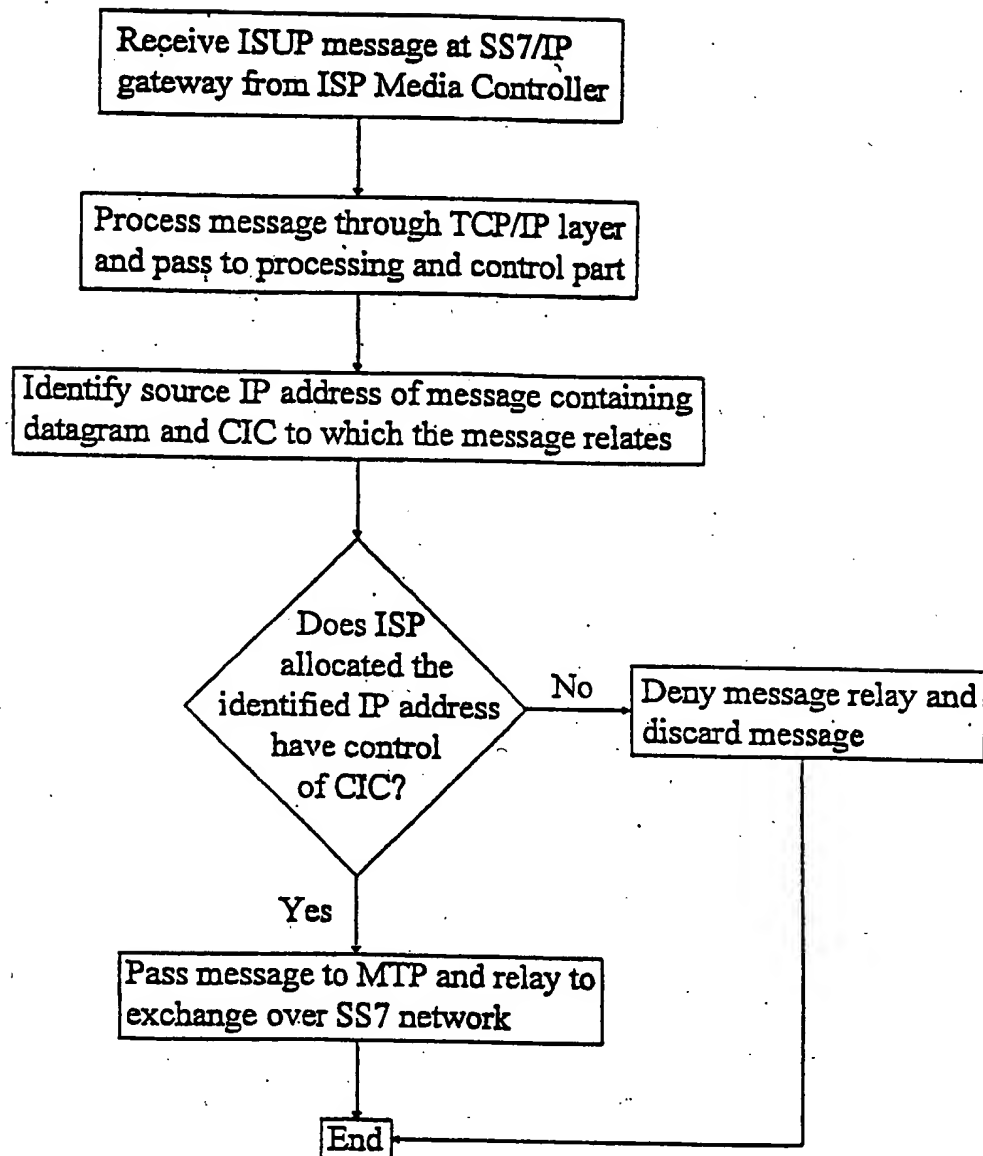 Receive ISUP message at SS7/IP
gateway from ISP Media Controller
Process message through TCP/IP layer
and pass to processing and control part
Identify source IP address of message containing
datagram and CIC to which the message relates
Does ISP
allocated the
identified IP address
have control
of CIC?
No
Deny message relay and
discard message
Yes
Pass message to MTP and relay to
exchange over SS7 network
End